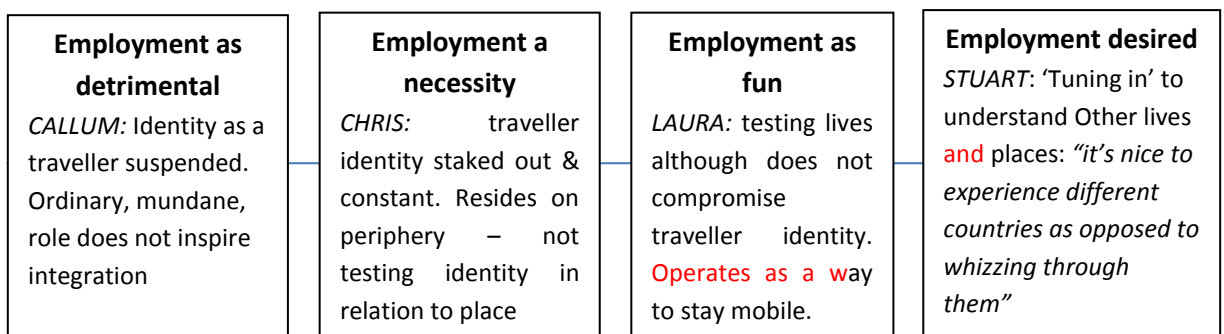 Employment as
detrimental
CALLUM: Identity as a
traveller suspended.
Ordinary, mundane,
role does not inspire
integration
Employment a
necessity
CHRIS: traveller
identity staked out &
constant. Resides on
periphery – not
testing identity in
relation to place
Employment as
fun
LAURA: testing lives
although does not
compromise
traveller identity.
Operates as a way
to stay mobile.
Employment desired
STUART: ‘Tuning in’ to
understand Other lives
and places: “it’s nice to
experience different
countries as opposed to
whizzing through
them”